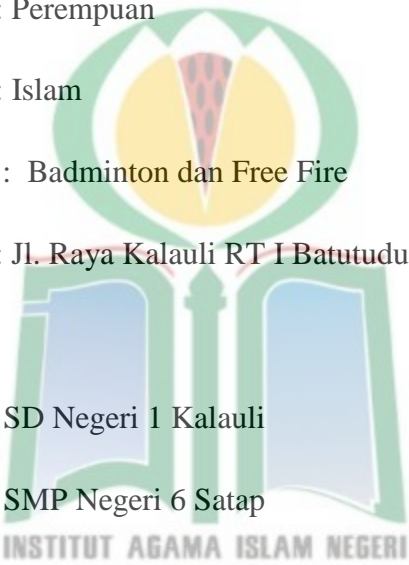 : Perempuan
: Islam
: Badminton dan Free Fire
: Jl. Raya Kalauli RT I Batutudu
SD Negeri 1 Kalauli
SMP Negeri 6 Satap
INSTITUT AGAMA ISLAM NEGERI